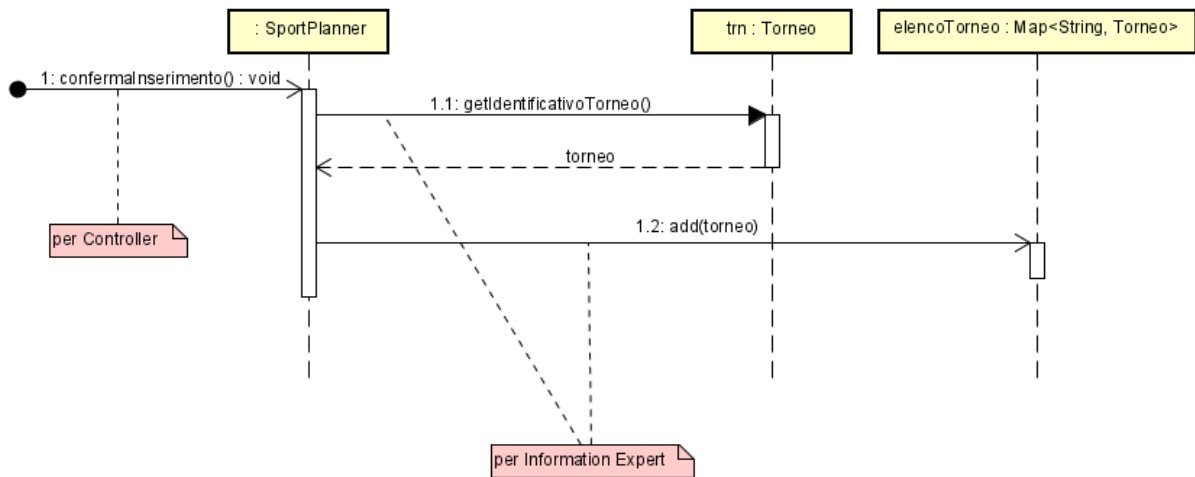 : SportPlanner
trn : Torneo
elencoTorneo : Map<String, Torneo>
1: confermaInserimento() : void
1.1: getIdentificativoTorneo()
torneo
1.2: add(torneo)
per Controller
per Information Expert